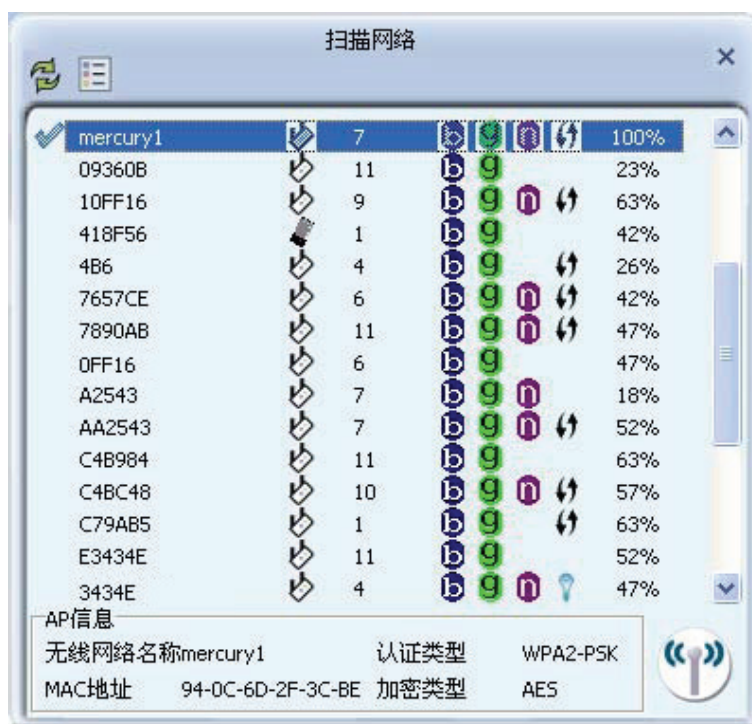 扫描网络
mercury1 7 b g n 100%
09360B 11 b g 23%
10FF16 9 b g n 63%
418F56 1 b g 42%
4B6 4 b g 26%
7657CE 6 b g n 42%
7890AB 11 b g n 47%
0FF16 6 b g 47%
A2543 7 b g n 18%
AA2543 7 b g n 52%
C4B984 11 b g 63%
C4BC48 10 b g n 57%
C79AB5 1 b g 63%
E3434E 11 b g 52%
3434E 4 b g n 47%
AP信息
无线网络名称mercury1 认证类型 WPA2-PSK
MAC地址 94-0C-6D-2F-3C-BE 加密类型 AES